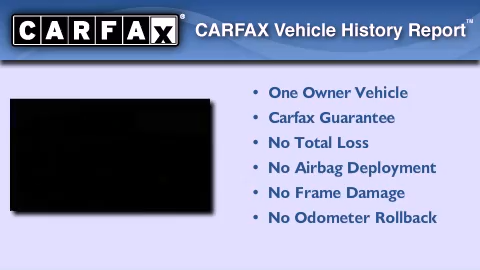 CARFAX® CARFAX Vehicle History Report™
• One Owner Vehicle
• Carfax Guarantee
• No Total Loss
• No Airbag Deployment
• No Frame Damage
• No Odometer Rollback